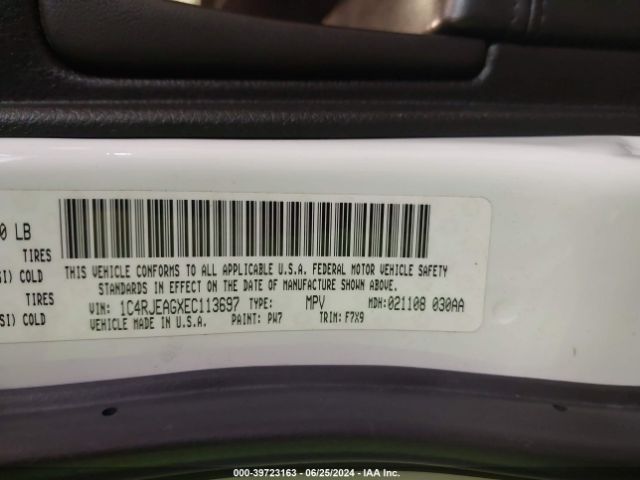 0 LB
TIRES
SI) COLD
TIRES
SI) COLD
THIS VEHICLE CONFORMS TO ALL APPLICABLE U.S.A. FEDERAL MOTOR VEHICLE SAFETY
STANDARDS IN EFFECT ON THE DATE OF MANUFACTURE SHOWN ABOVE.
VIN: 1C4RJEAGXEC113697 TYPE: MPV MDH:021108 030AA
VEHICLE MADE IN U.S.A. PAINT: PW7 TRIM: F7X9
000-39723163 - 06/25/2024 - IAA Inc.